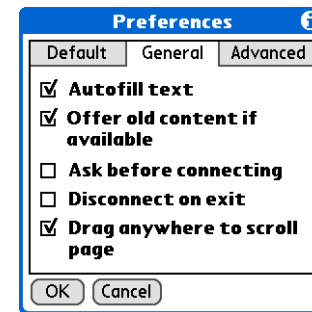 Preferences
Default General Advanced
Autofill text
Offer old content if
available
Ask before connecting
Disconnect on exit
Drag anywhere to scroll
page
OK Cancel